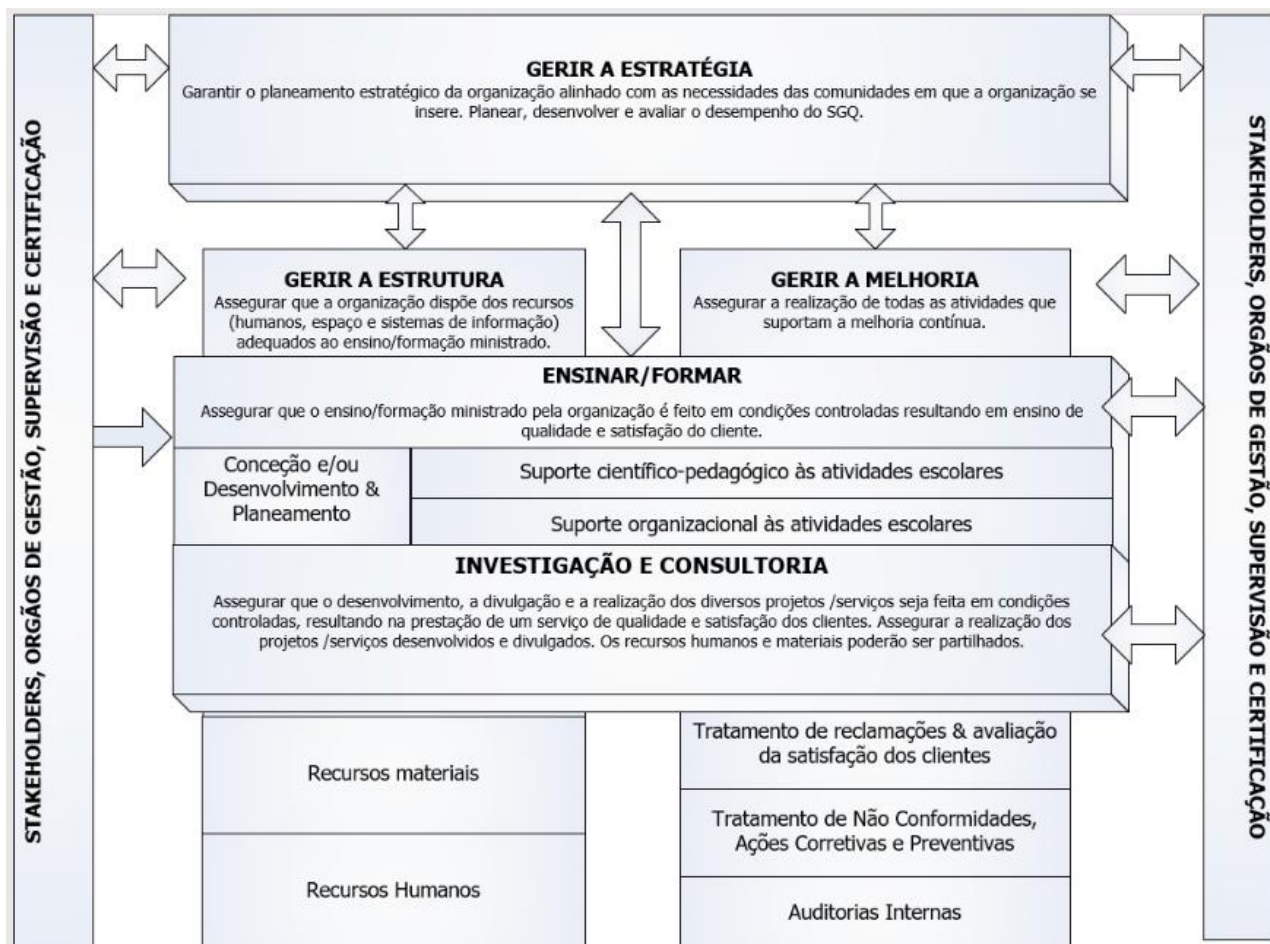 STAKEHOLDERS, ORGÃOS DE GESTÃO, SUPERVISÃO E CERTIFICAÇÃO
GERIR A ESTRATÉGIA
Garantir o planeamento estratégico da organização alinhado com as necessidades das comunidades em que a organização se
insere. Planear, desenvolver e avaliar o desempenho do SGQ.
GERIR A ESTRUTURA
Assegurar que a organização dispõe dos recursos
(humanos, espaço e sistemas de informação)
adequados ao ensino/formação ministrado.
GERIR A MELHORIA
Assegurar a realização de todas as atividades que
suportam a melhoria contínua.
ENSINAR/FORMAR
Assegurar que o ensino/formação ministrado pela organização é feito em condições controladas resultando em ensino de
qualidade e satisfação do cliente.
Conceção e/ou
Desenvolvimento &
Planeamento
Suporte científico-pedagógico às atividades escolares
Suporte organizacional às atividades escolares
INVESTIGAÇÃO E CONSULTORIA
Assegurar que o desenvolvimento, a divulgação e a realização dos diversos projetos /serviços seja feita em condições
controladas, resultando na prestação de um serviço de qualidade e satisfação dos clientes. Assegurar a realização dos
projetos /serviços desenvolvidos e divulgados. Os recursos humanos e materiais poderão ser partilhados.
Recursos materiais
Recursos Humanos
Tratamento de reclamações & avaliação
da satisfação dos clientes
Tratamento de Não Conformidades,
Ações Corretivas e Preventivas
Auditorias Internas
STAKEHOLDERS, ORGÃOS DE GESTÃO, SUPERVISÃO E CERTIFICAÇÃO